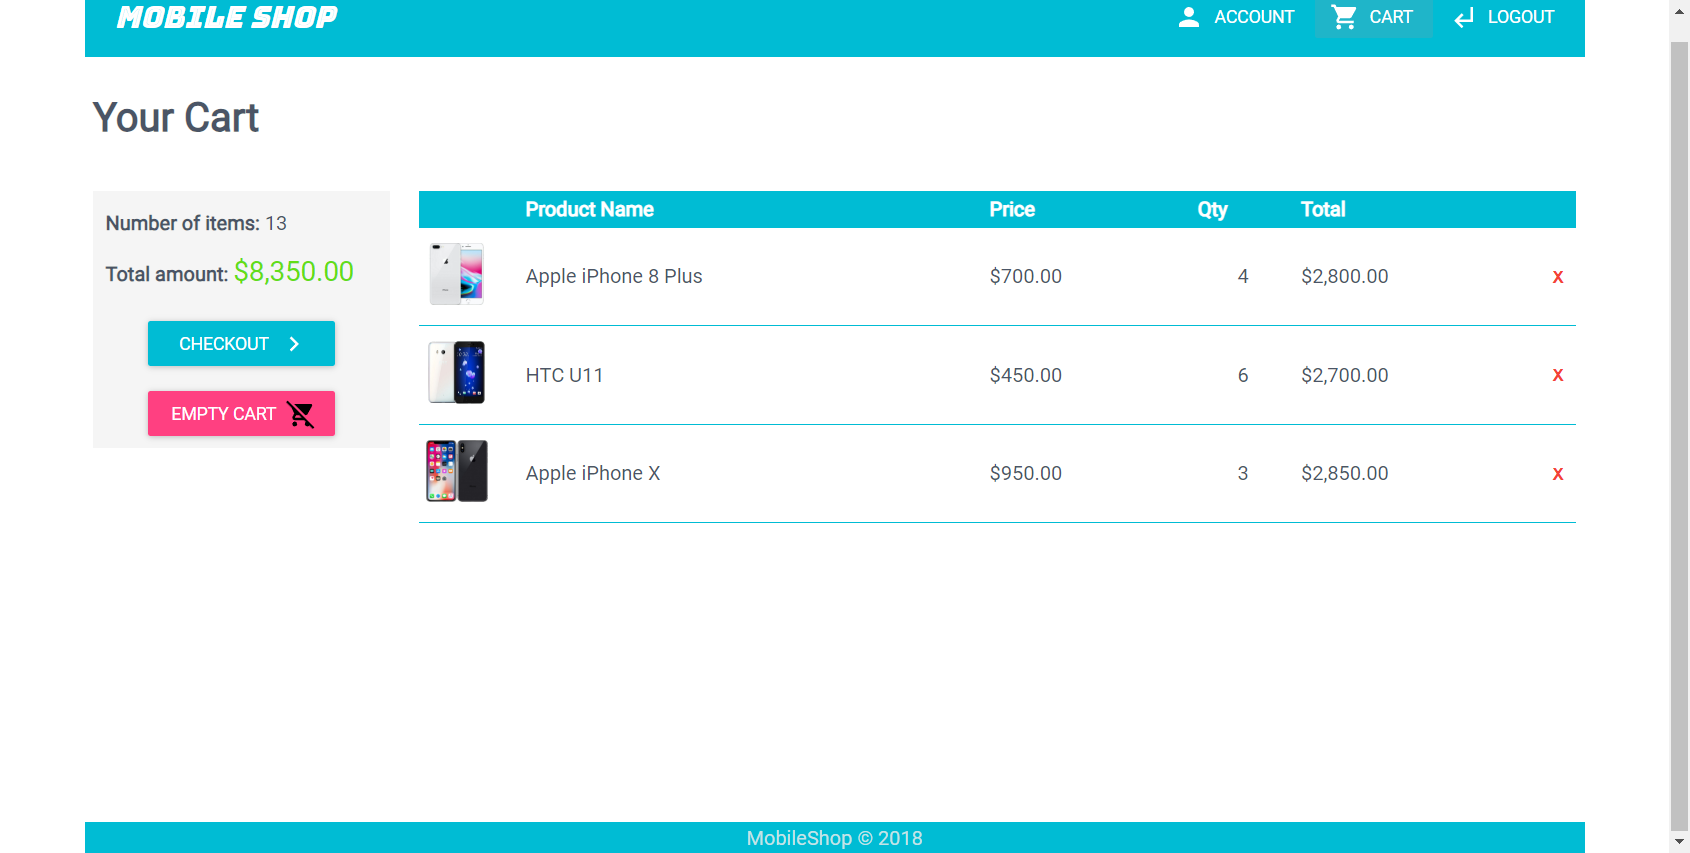 MOBILE SHOP
ACCOUNT CART LOGOUT
Your Cart
Number of items: 13
Total amount: $8,350.00
CHECKOUT
EMPTY CART
Product Name Price Qty Total
Apple iPhone 8 Plus $700.00 4 $2,800.00 x
HTC U11 $450.00 6 $2,700.00 x
Apple iPhone X $950.00 3 $2,850.00 x
MobileShop © 2018